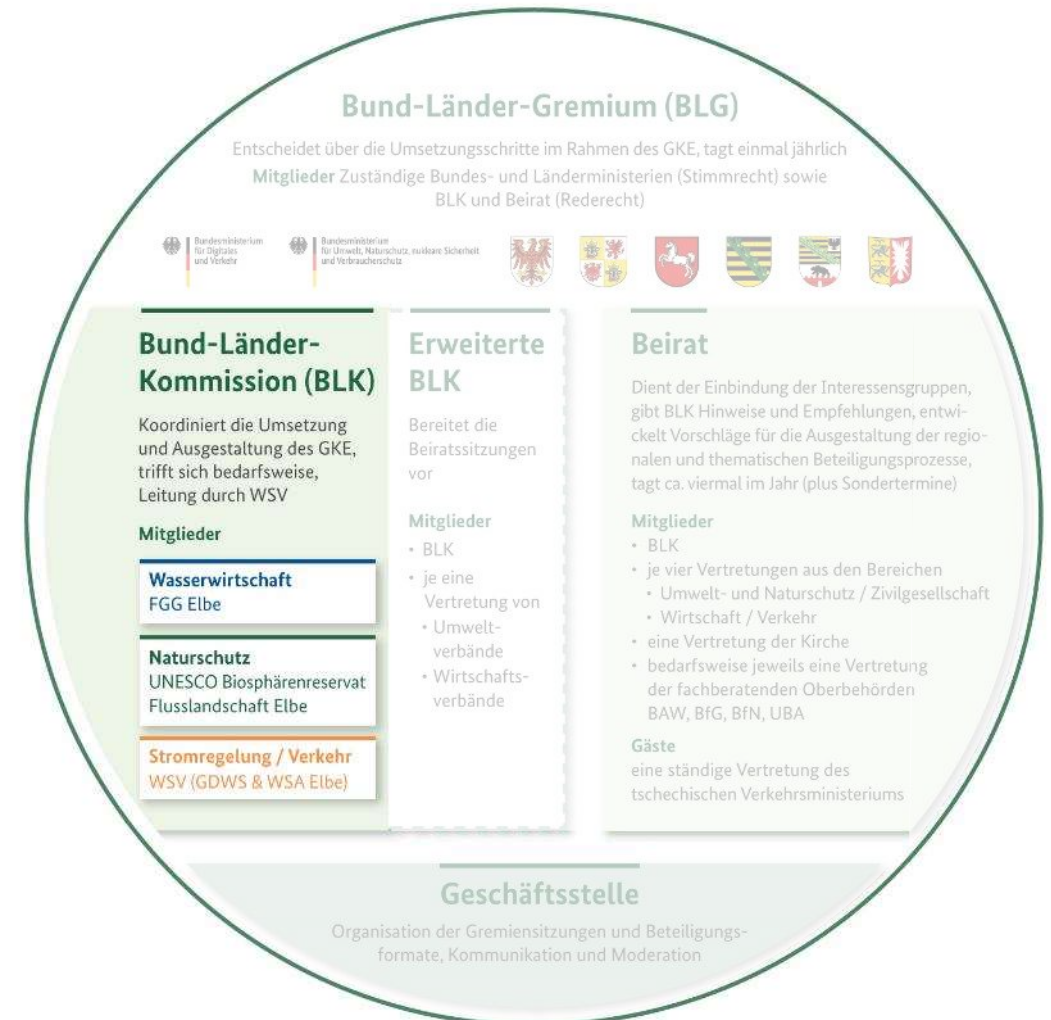 Bund-Länder-Gremium (BLG)
Entscheidet über die Umsetzungsschritte im Rahmen des GKE, tagt einmal jährlich
Mitglieder Zuständige Bundes- und Länderministerien (Stimmrecht) sowie
BLK und Beirat (Rederecht)
Bundesministerium
für Digitales
und Verkehr
Bundesministerium
für Umwelt, Naturschutz, nukleare Sicherheit
und Verbraucherschutz
Bund-Länder-
Kommission (BLK)
Koordiniert die Umsetzung
und Ausgestaltung des GKE,
trifft sich bedarfsweise,
Leitung durch WSV
Mitglieder
Wasserwirtschaft
FGG Elbe
Naturschutz
UNESCO Biosphärenreservat
Flusslandschaft Elbe
Stromregelung / Verkehr
WSV (GDWS & WSA Elbe)
Erweiterte
BLK
Bereitet die
Beiratssitzungen
vor
Mitglieder
• BLK
• je eine
Vertretung von
• Umwelt-
verbände
• Wirtschafts-
verbände
Beirat
Dient der Einbindung der Interessensgruppen,
gibt BLK Hinweise und Empfehlungen, entwi-
ckelt Vorschläge für die Ausgestaltung der regio-
nalen und thematischen Beteiligungsprozesse,
tagt ca. viermal im Jahr (plus Sondertermine)
Mitglieder
• BLK
• je vier Vertretungen aus den Bereichen
• Umwelt- und Naturschutz / Zivilgesellschaft
• Wirtschaft / Verkehr
• eine Vertretung der Kirche
• bedarfsweise jeweils eine Vertretung
der fachberatenden Oberbehörden
BAW, BfG, BfN, UBA
Gäste
eine ständige Vertretung des
tschechischen Verkehrsministeriums
Geschäftsstelle
Organisation der Gremiensitzungen und Beteiligungs-
formate, Kommunikation und Moderation